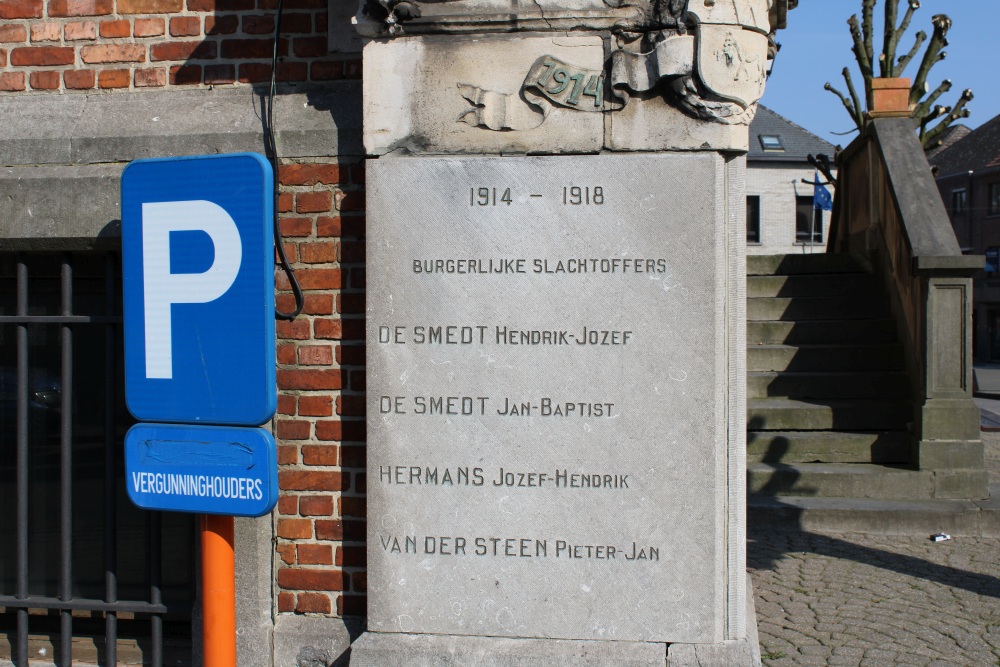 1914
1914 – 1918
BURGERLIJKE SLACHTOFFERS
DE SMEDT HENDRIK-JOZEF
DE SMEDT JAN-BAPTIST
HERMANS JOZEF-HENDRIK
VAN DER STEEN PIETER-JAN
P
VERGUNNINGHOUDERS